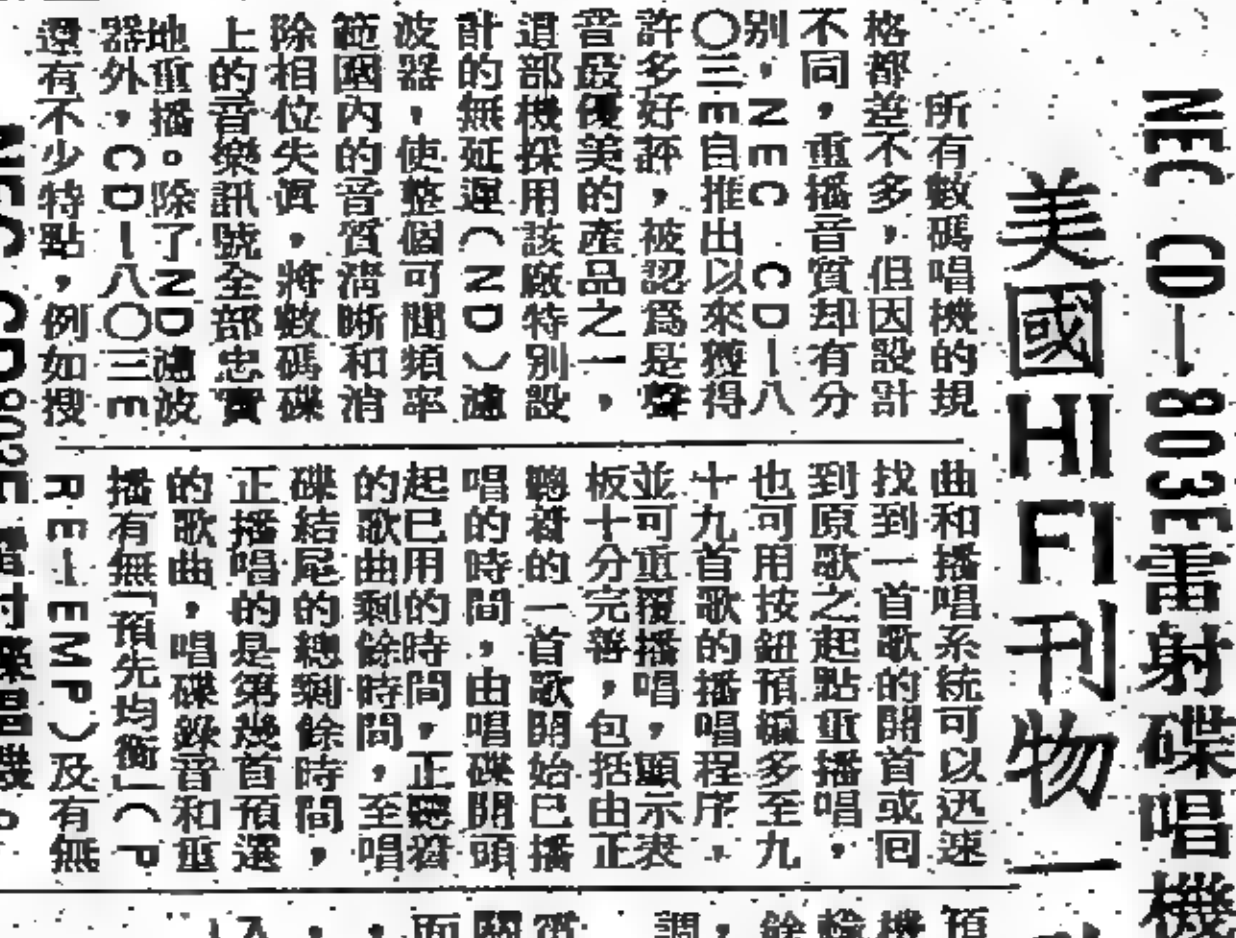 NEC CD—803E雷射碟唱機
美國HI FI刊物一
所有數碼唱機的規
格都差不多，但因設計
不同，重播音質却有分
别，NEC CD—八
〇三E自推出以來獲得
許多好評，被認爲是聲
音最優美的產品之一，
這部機採用該廠特別設
計的無延遲（ND）濾
波器，使整個可聞頻率
範圍內的音質清晰和消
除相位失眞，將數碼碟
上的音樂訊號全部忠實
地重播。除了ND濾波
器外，CD—八〇三E
還有不少特點，例如搜
曲和播唱系統可以迅速
找到一首歌的開首或回
到原歌之起點重播唱，
也可用按鈕預編多至九
十九首歌的播唱程序，
並可重覆播唱，顯示表
板十分完善，包括由正
聽着的一首歌開始已播
唱的時間，由唱碟開頭
起已用的時間，正聽着
的歌曲剩餘時間，至唱
碟結尾的總剩餘時間，
正播唱的是第幾首預選
的歌曲，唱碟錄音和重
播有無「預先均衡」（P
RE—EMP）及有無